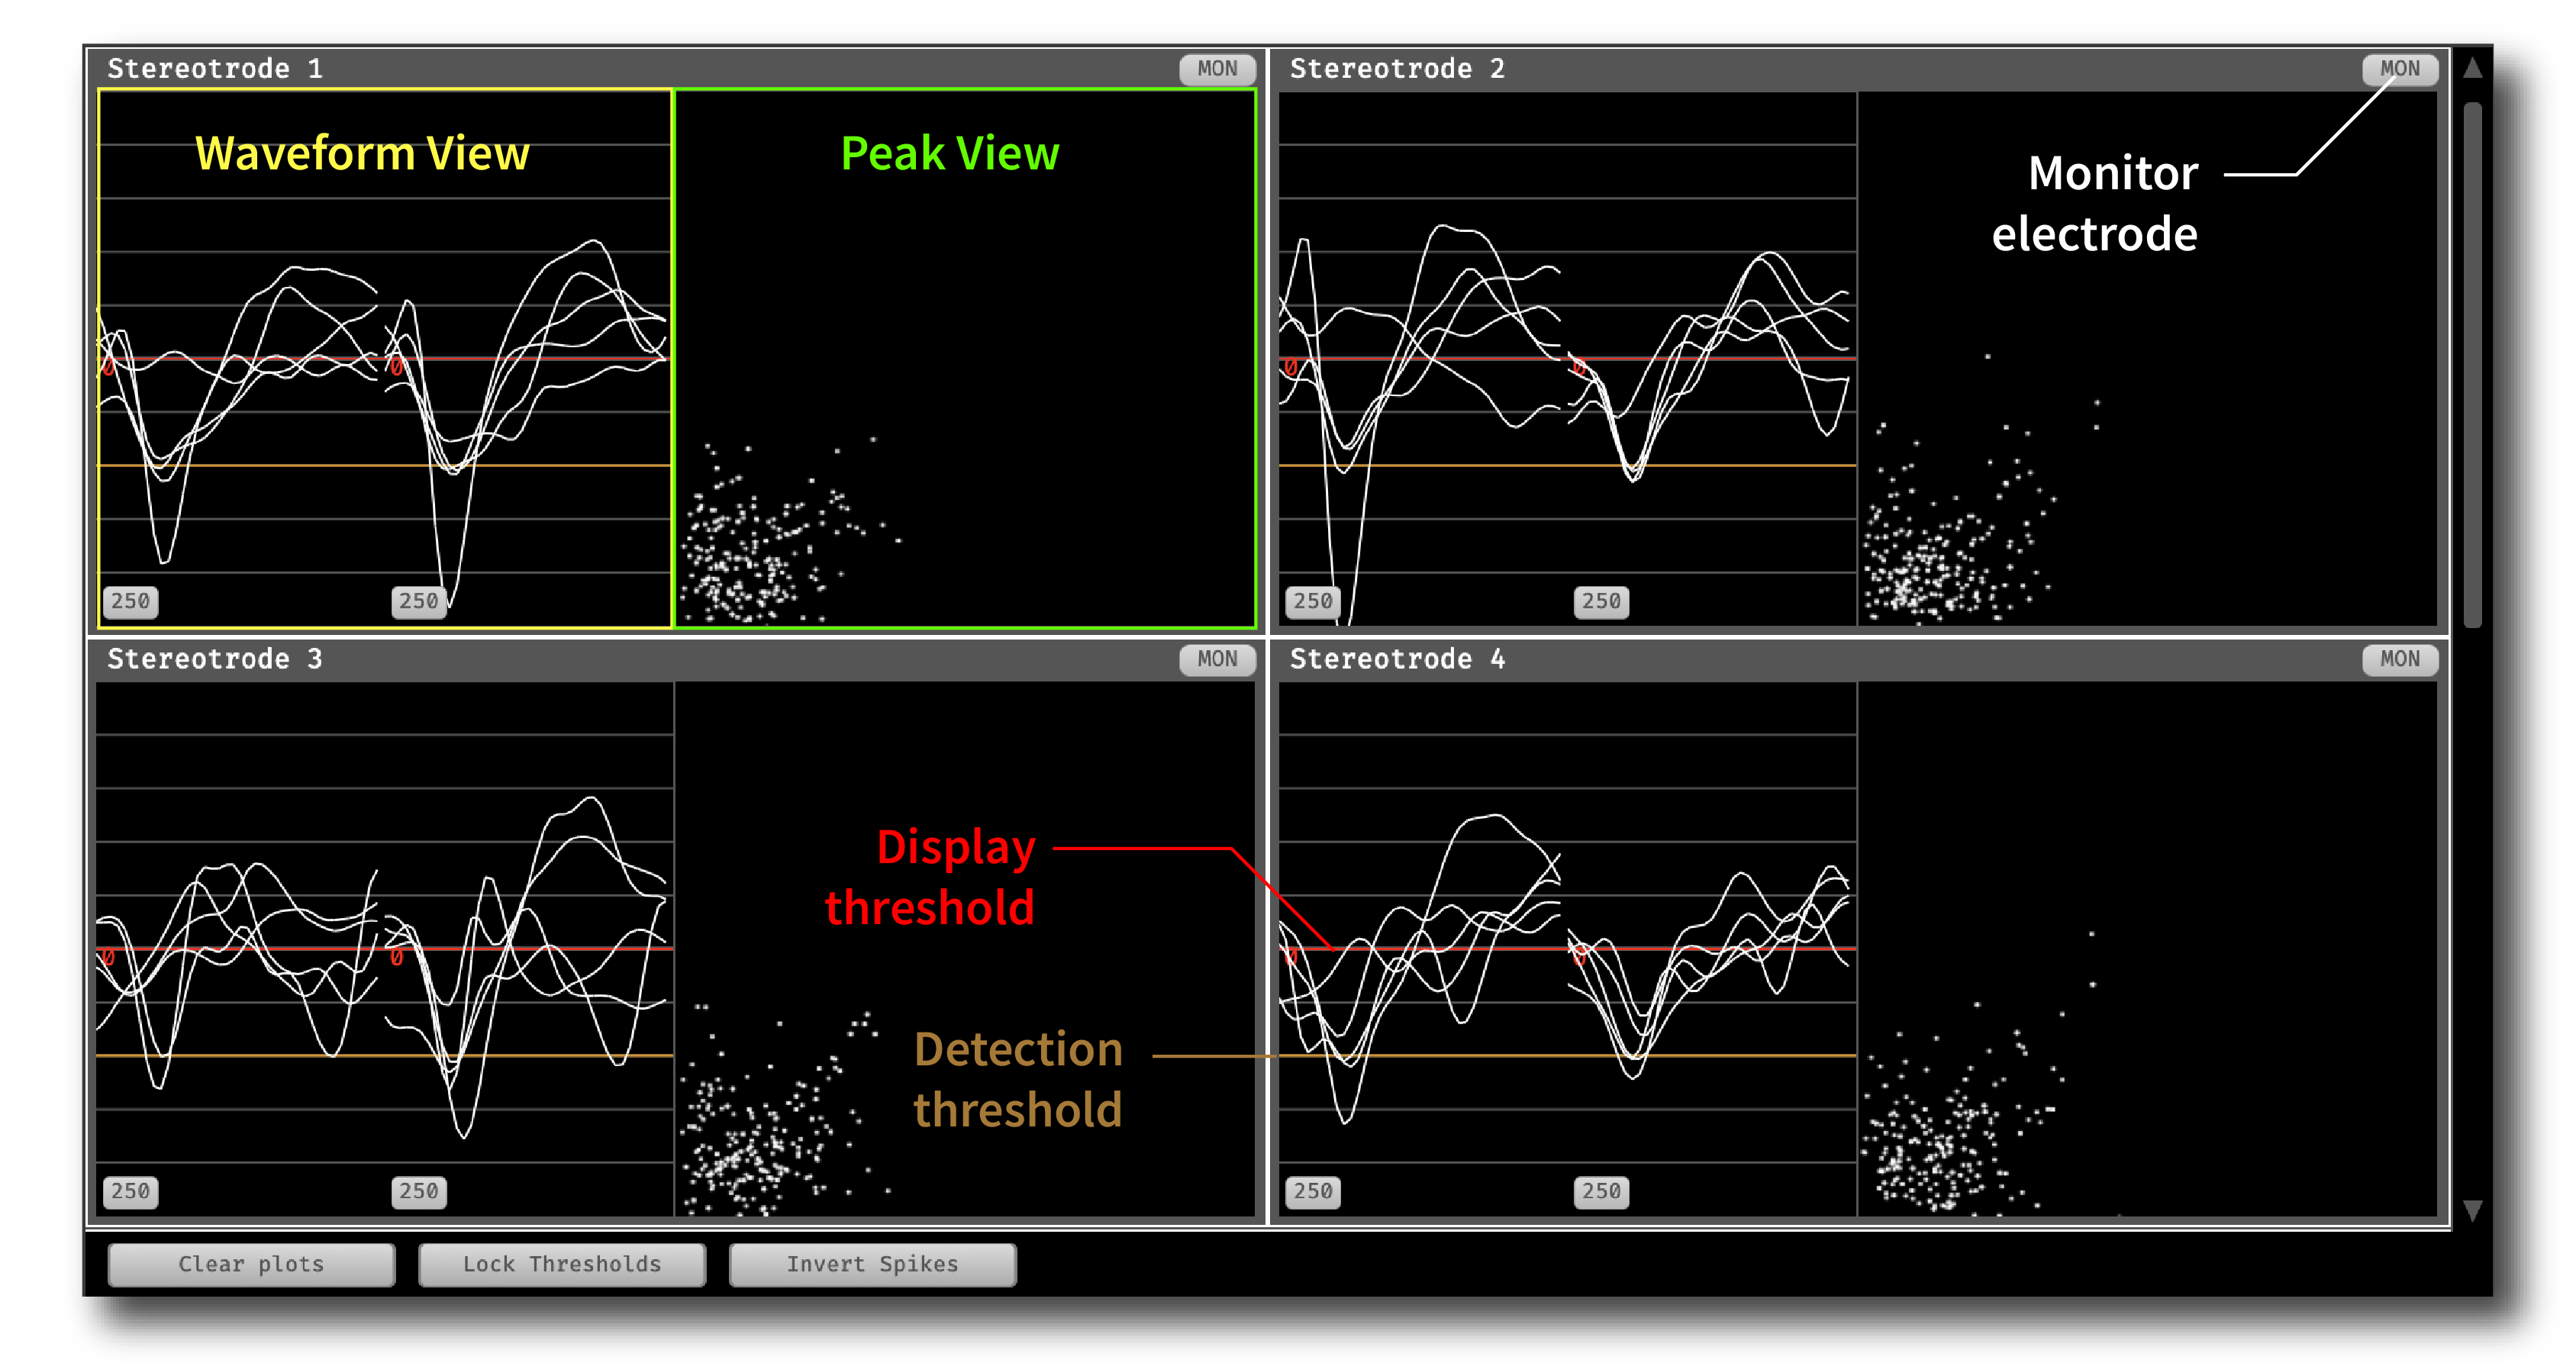 Stereotrode 1
MON
Stereotrode 2
MON
Waveform View
Peak View
Monitor
electrode
0
0
0
0
250
250
250
250
Stereotrode 3
MON
Stereotrode 4
MON
Display
threshold
0
0
0
0
Detection
threshold
250
250
250
250
Clear plots
Lock Thresholds
Invert Spikes